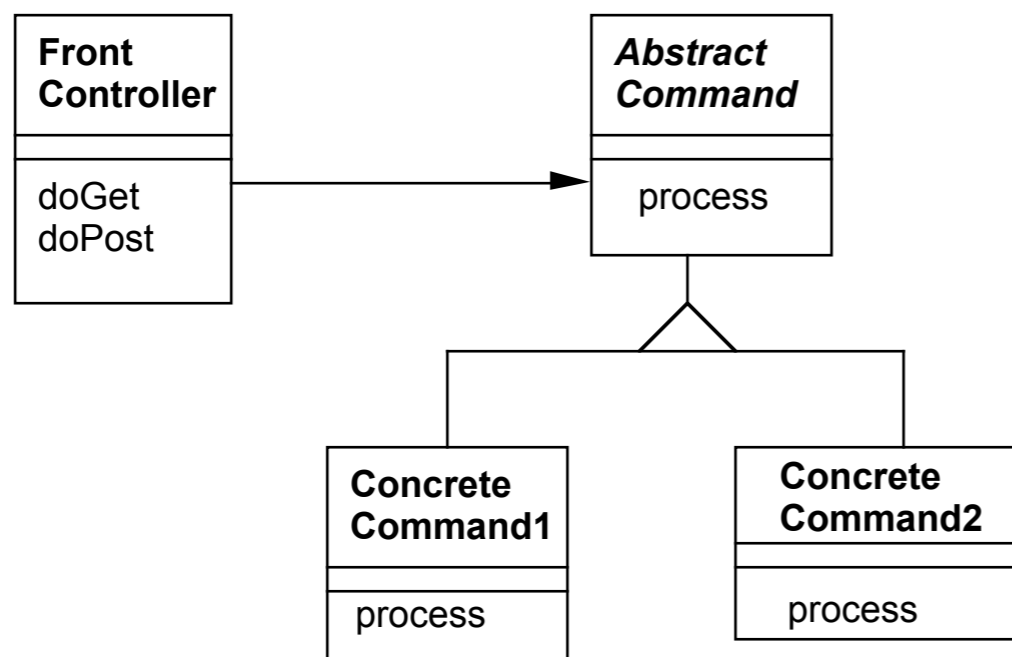 Front
Controller
doGet
doPost
Abstract
Command
process
Concrete
Command1
process
Concrete
Command2
process